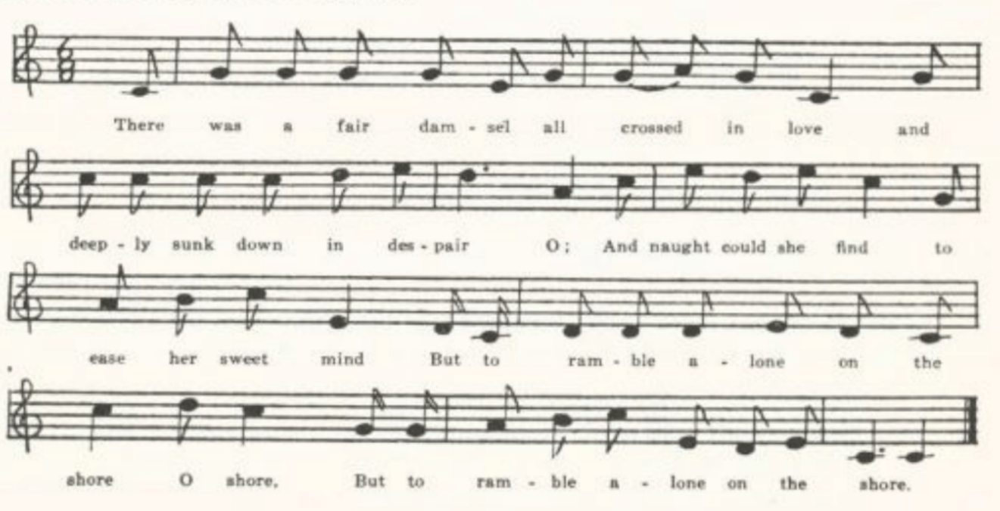 There was a fair dam - sel all crossed in love and
deep - ly sunk down in des - pair O; And naught could she find to
ease her sweet mind But to ram - ble a - lone on the
shore O shore, But to ram - ble a - lone on the shore.